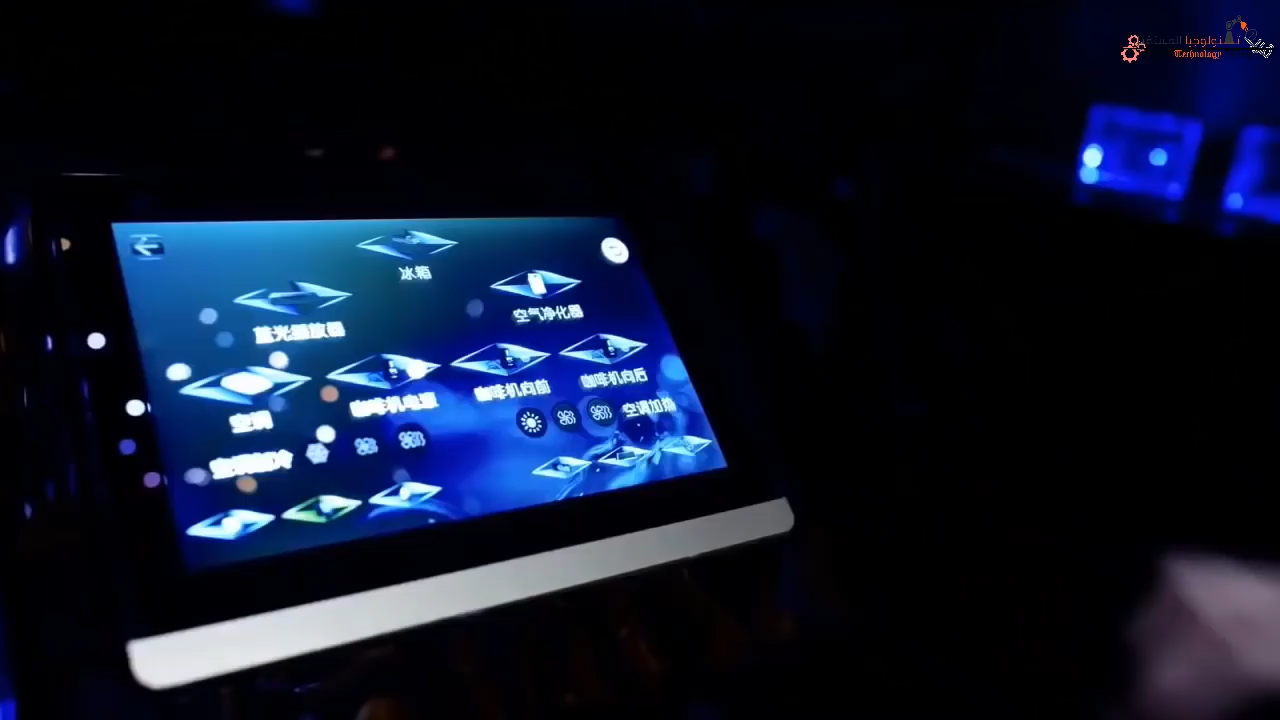 冰箱
空气净化器
蓝光播放器
咖啡机向后
咖啡机向前
咖啡机电源
空调
空调加热
空调制冷
Technology